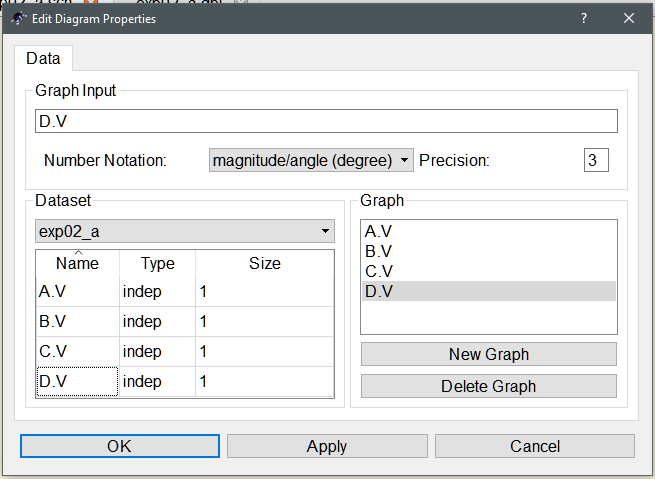 Edit Diagram Properties
?
Data
Graph Input
D.V
Number Notation: magnitude/angle (degree) Precision: 3
Dataset
exp02_a
Name Type Size
A.V indep 1
B.V indep 1
C.V indep 1
D.V indep 1
Graph
A.V
B.V
C.V
D.V
New Graph
Delete Graph
OK Apply Cancel